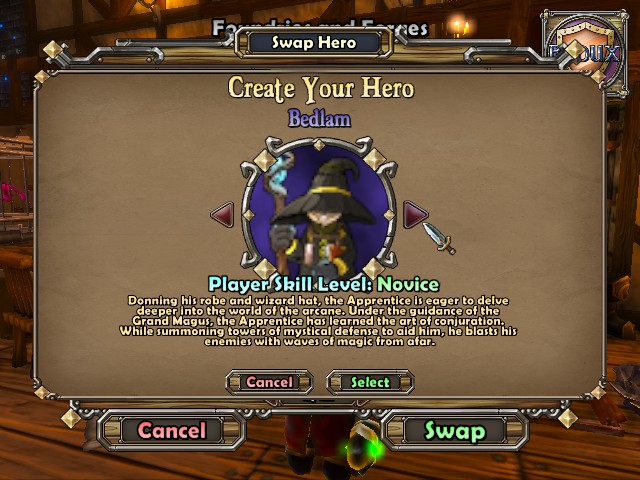 Foundries and Forges
Swap Hero
Create Your Hero
Bedlam
Player Skill Level: Novice
Donning his robe and wizard hat, the Apprentice is eager to delve
deeper into the world of the arcane. Under the guidance of the
Grand Magus, the Apprentice has learned the art of conjuration.
While summoning towers of mystical defense to aid him, he blasts his
enemies with waves of magic from afar.
Cancel
Select
Cancel
Swap